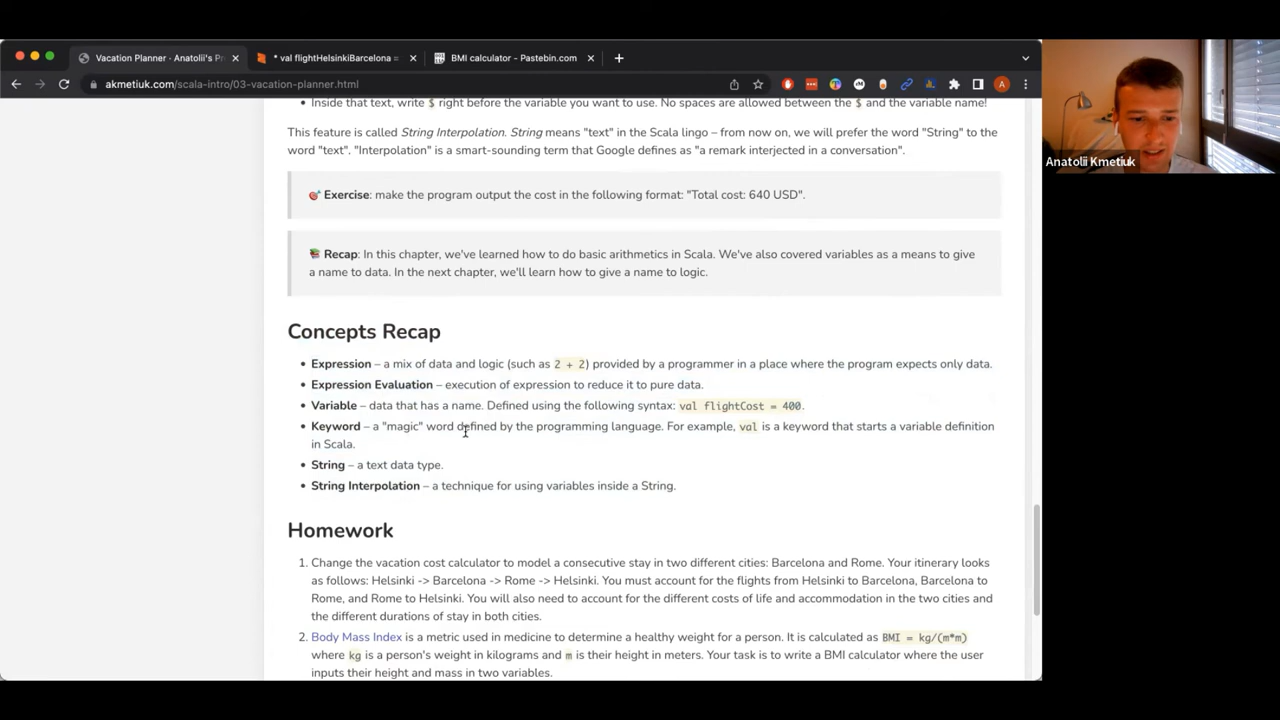 Vacation Planner - Anatolii's Pr
* val flightHelsinkiBarcelona =
BMI calculator - Pastebin.com
akmetiuk.com/scala-intro/03-vacation-planner.html
A
• Inside that text, write $ right before the variable you want to use. No spaces are allowed between the $ and the variable name!
This feature is called String Interpolation. String means "text" in the Scala lingo – from now on, we will prefer the word "String" to the
word "text". "Interpolation" is a smart-sounding term that Google defines as "a remark interjected in a conversation".
Exercise: make the program output the cost in the following format: "Total cost: 640 USD".
Recap: In this chapter, we've learned how to do basic arithmetics in Scala. We've also covered variables as a means to give
a name to data. In the next chapter, we'll learn how to give a name to logic.
Concepts Recap
• Expression – a mix of data and logic (such as 2 + 2) provided by a programmer in a place where the program expects only data.
• Expression Evaluation – execution of expression to reduce it to pure data.
• Variable – data that has a name. Defined using the following syntax: val flightCost = 400.
• Keyword – a "magic" word defined by the programming language. For example, val is a keyword that starts a variable definition
in Scala.
• String – a text data type.
• String Interpolation – a technique for using variables inside a String.
Homework
1. Change the vacation cost calculator to model a consecutive stay in two different cities: Barcelona and Rome. Your itinerary looks
as follows: Helsinki -> Barcelona -> Rome -> Helsinki. You must account for the flights from Helsinki to Barcelona, Barcelona to
Rome, and Rome to Helsinki. You will also need to account for the different costs of life and accommodation in the two cities and
the different durations of stay in both cities.
2. Body Mass Index is a metric used in medicine to determine a healthy weight for a person. It is calculated as BMI = kg/(m*m)
where kg is a person's weight in kilograms and m is their height in meters. Your task is to write a BMI calculator where the user
inputs their height and mass in two variables.
Anatolii Kmetiuk